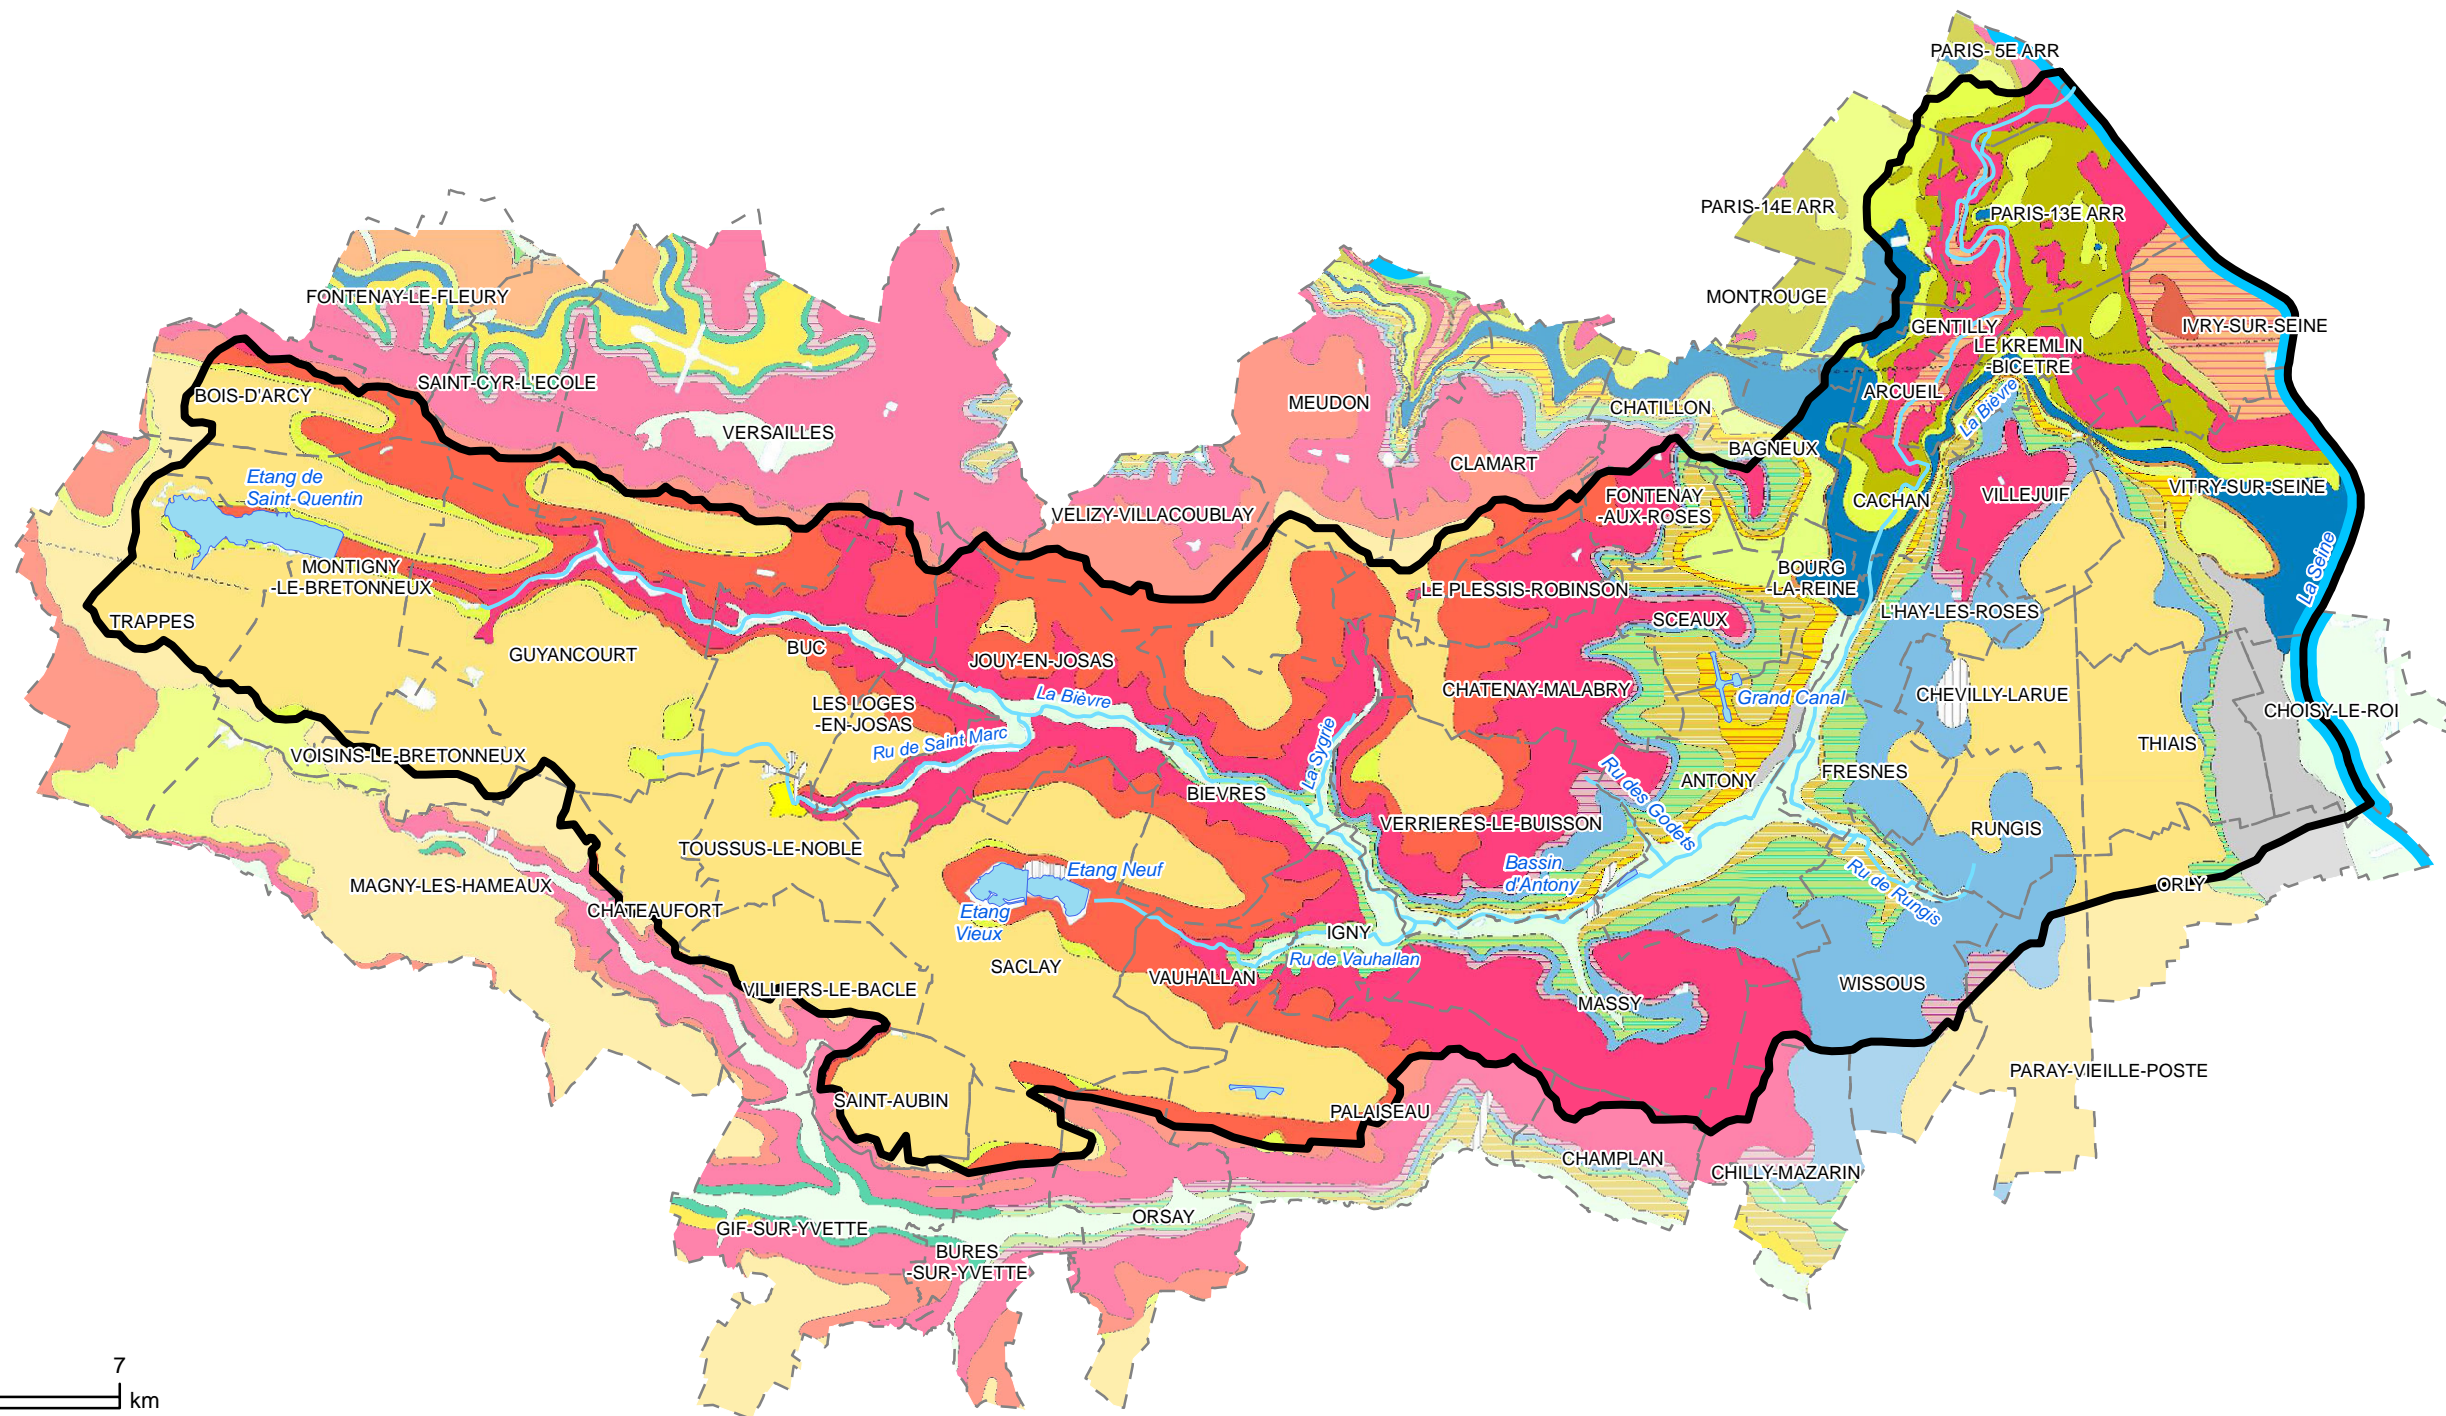 PARIS- 5E ARR
PARIS-14E ARR
PARIS-13E ARR
MONTROUGE
FONTENAY-LE-FLEURY
GENTILLY
IVRY-SUR-SEINE
LE KREMLIN
-BICETRE
SAINT-CYR-L'ECOLE
BOIS-D'ARCY
MEUDON
ARCUEIL
La Bièvre
CHATILLON
VERSAILLES
BAGNEUX
CLAMART
Etang de
Saint-Quentin
FONTENAY
-AUX-ROSES
CACHAN
VILLEJUIF
VITRY-SUR-SEINE
VELIZY-VILLACOUBLAY
MONTIGNY
-LE-BRETONNEUX
BOURG
-LA-REINE
La Seine
LE PLESSIS-ROBINSON
L'HAY-LES-ROSES
SCEAUX
TRAPPES
GUYANCOURT
BUC
JOUY-EN-JOSAS
CHATENAY-MALABRY
La Bièvre
Grand Canal
CHEVILLY-LARUE
LES LOGES
-EN-JOSAS
CHOISY-LE-ROI
Ru de Saint Marc
La Sygrie
THIAIS
VOISINS-LE-BRETONNEUX
ANTONY
FRESNES
BIEVRES
Ru des Godets
VERRIERES-LE-BUISSON
RUNGIS
TOUSSUS-LE-NOBLE
Etang Neuf
Bassin
d'Antony
MAGNY-LES-HAMEAUX
Ru de Rungis
ORLY
CHATEAUFORT
Etang
Vieux
IGNY
Ru de Vauhallan
SACLAY
VAUHALLAN
WISSOUS
VILLIERS-LE-BACLE
MASSY
PARAY-VIEILLE-POSTE
SAINT-AUBIN
PALAISEAU
CHAMPLAN
CHILLY-MAZARIN
ORSAY
GIF-SUR-YVETTE
BURES
-SUR-YVETTE
7
km